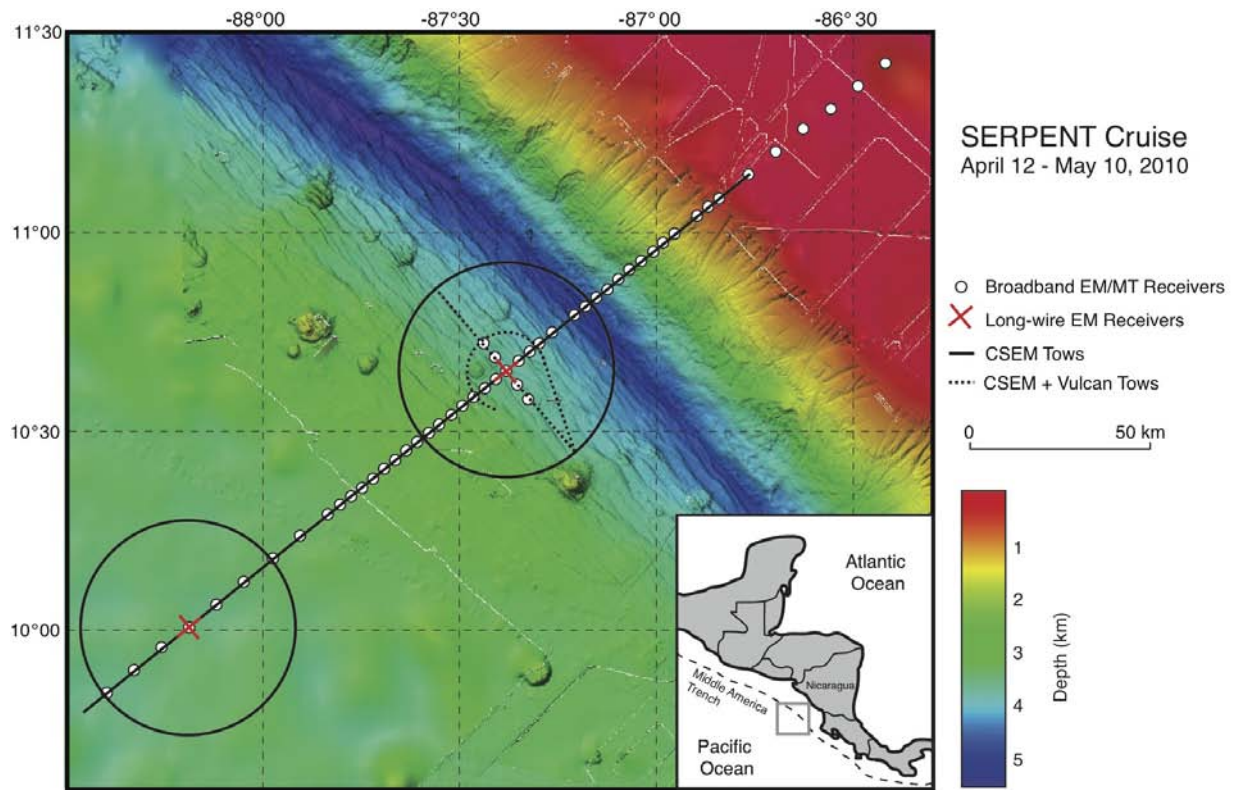 -88°00'
-87°30'
-87°00'
-86°30'
11°30'
11°00'
10°30'
10°00'
SERPENT Cruise
April 12 - May 10, 2010
Broadband EM/MT Receivers
Long-wire EM Receivers
CSEM Tows
CSEM + Vulcan Tows
0 50 km
1
2
3
4
5
Depth (km)
Atlantic
Ocean
Nicaragua
Middle America
Trench
Pacific
Ocean